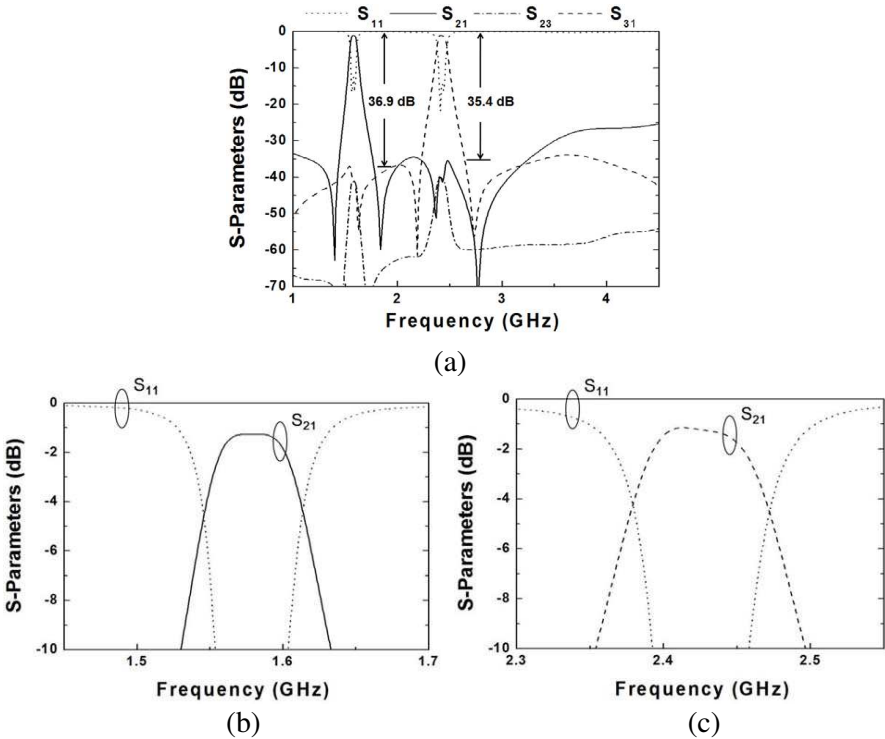 S11 S21 S23 S31
0
-10
-20
-30
-40
-50
-60
-70
36.9 dB
35.4 dB
S-Parameters (dB)
1 2 3 4
Frequency (GHz)
(a)
S11
S21
0
-2
-4
-6
-8
-10
S-Parameters (dB)
1.5 1.6 1.7
Frequency (GHz)
(b)
S11
S21
0
-2
-4
-6
-8
-10
S-Parameters (dB)
2.3 2.4 2.5
Frequency (GHz)
(c)